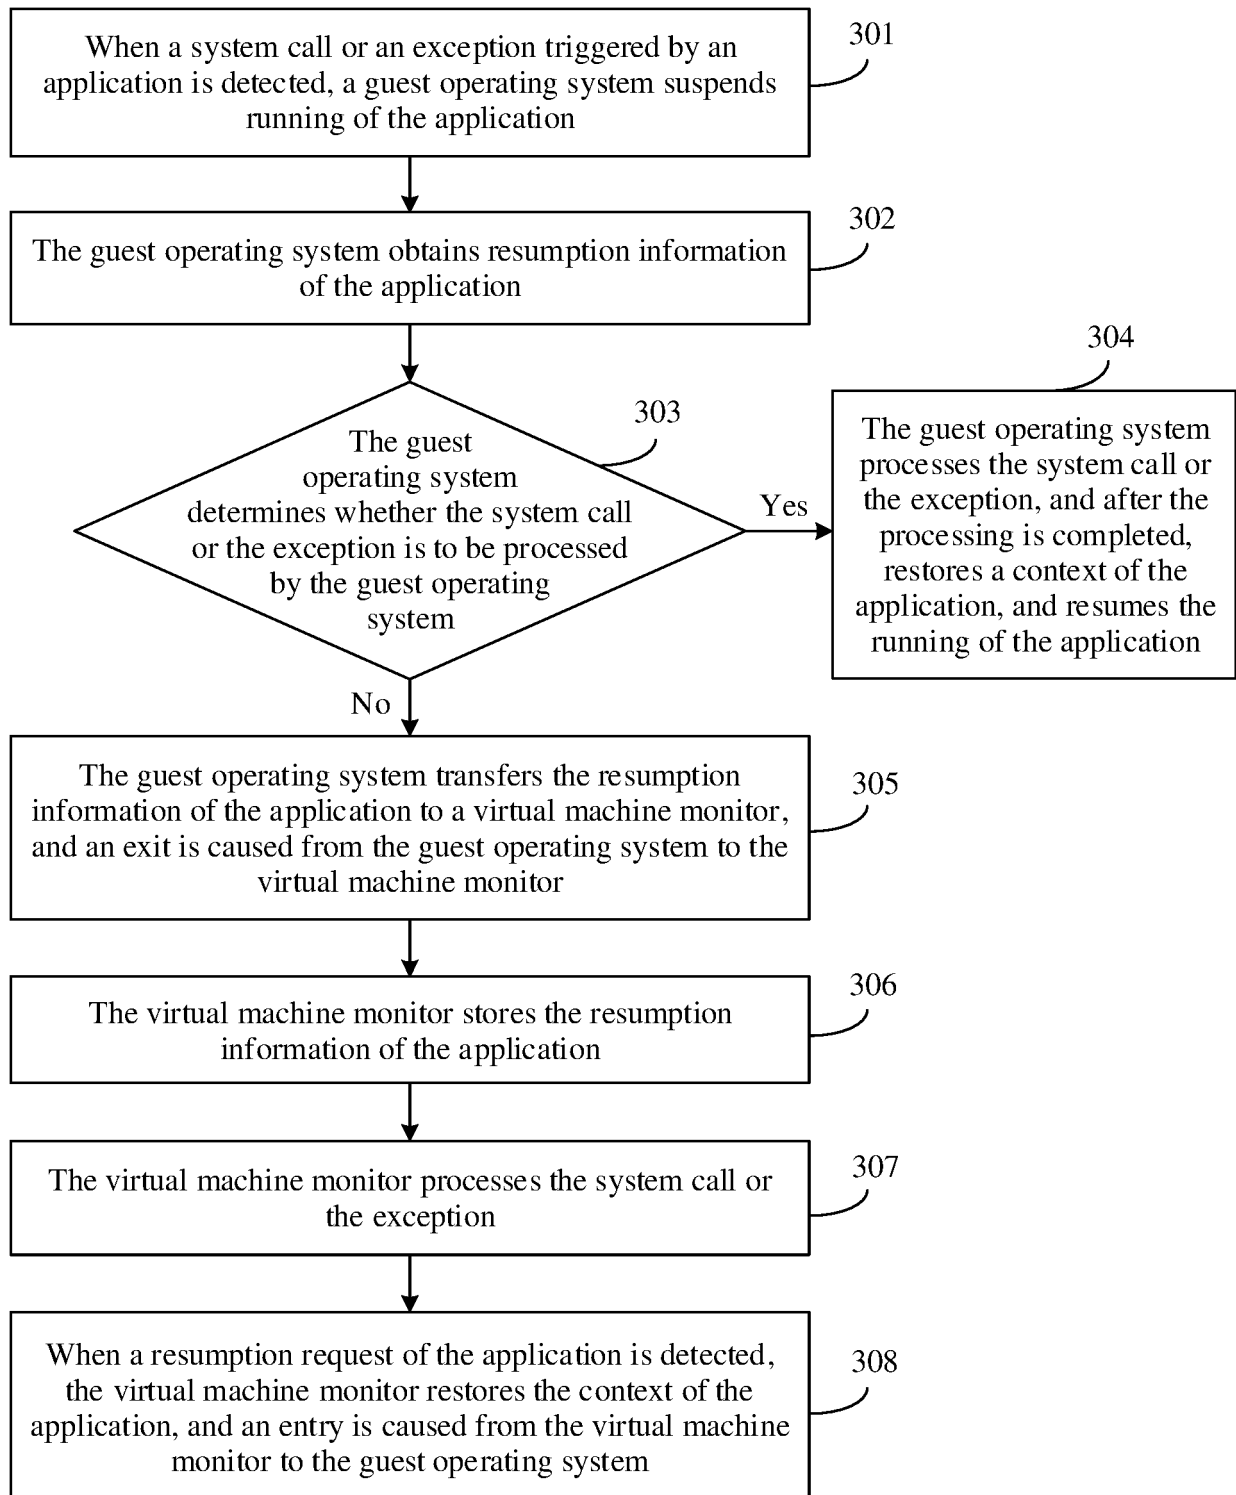 When a system call or an exception triggered by an
application is detected, a guest operating system suspends
running of the application
301
The guest operating system obtains resumption information
of the application
302
The guest
operating system
determines whether the system call
or the exception is to be processed
by the guest operating
system
303
Yes
304
The guest operating system
processes the system call or
the exception, and after the
processing is completed,
restores a context of the
application, and resumes the
running of the application
No
The guest operating system transfers the resumption
information of the application to a virtual machine monitor,
and an exit is caused from the guest operating system to the
virtual machine monitor
305
The virtual machine monitor stores the resumption
information of the application
306
The virtual machine monitor processes the system call or
the exception
307
When a resumption request of the application is detected,
the virtual machine monitor restores the context of the
application, and an entry is caused from the virtual machine
monitor to the guest operating system
308